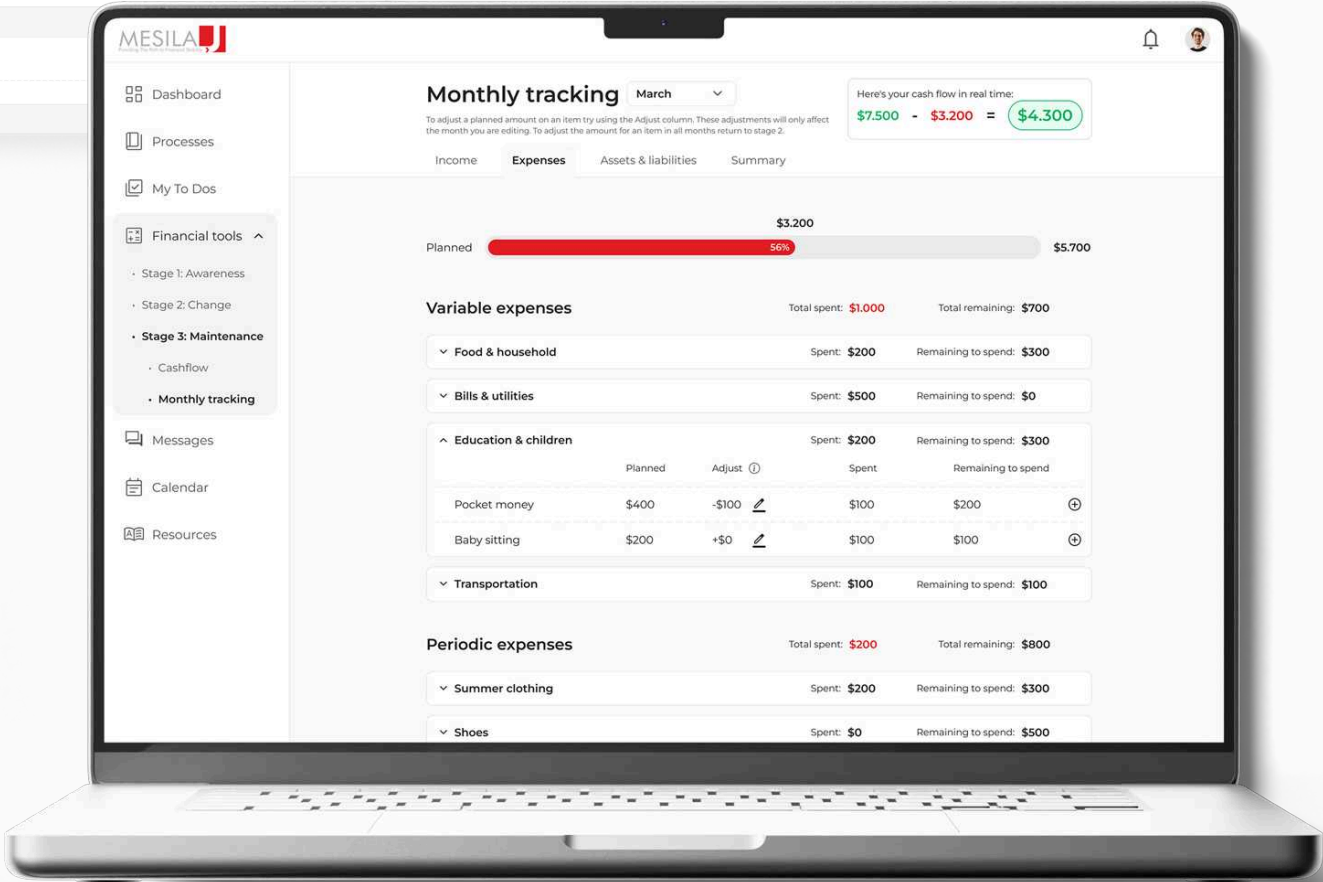 MESILA
Monthly tracking
March
To adjust a planned amount on an item try using the Adjust column. These adjustments will only affect
the month you are editing. To adjust the amount for an item in all months return to stage 2.
Here's your cash flow in real time:
$7.500 - $3.200 = $4.300
Income Expenses Assets & liabilities Summary
Dashboard
Processes
My To Dos
Financial tools
Stage 1: Awareness
Stage 2: Change
Stage 3: Maintenance
Cashflow
Monthly tracking
Messages
Calendar
Resources
$3.200
Planned 56% $5.700
Variable expenses Total spent: $1.000 Total remaining: $700
Food & household Spent: $200 Remaining to spend: $300
Bills & utilities Spent: $500 Remaining to spend: $0
Education & children Spent: $200 Remaining to spend: $300
Planned Adjust Spent Remaining to spend
Pocket money $400 -$100 $100 $200
Baby sitting $200 +$0 $100 $100
Transportation Spent: $100 Remaining to spend: $100
Periodic expenses Total spent: $200 Total remaining: $800
Summer clothing Spent: $200 Remaining to spend: $300
Shoes Spent: $0 Remaining to spend: $500